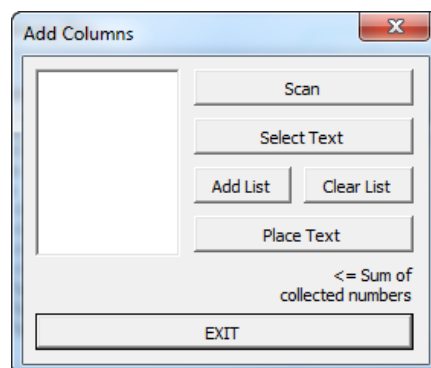 Add Columns
Scan
Select Text
Add List Clear List
Place Text
<= Sum of
collected numbers
EXIT